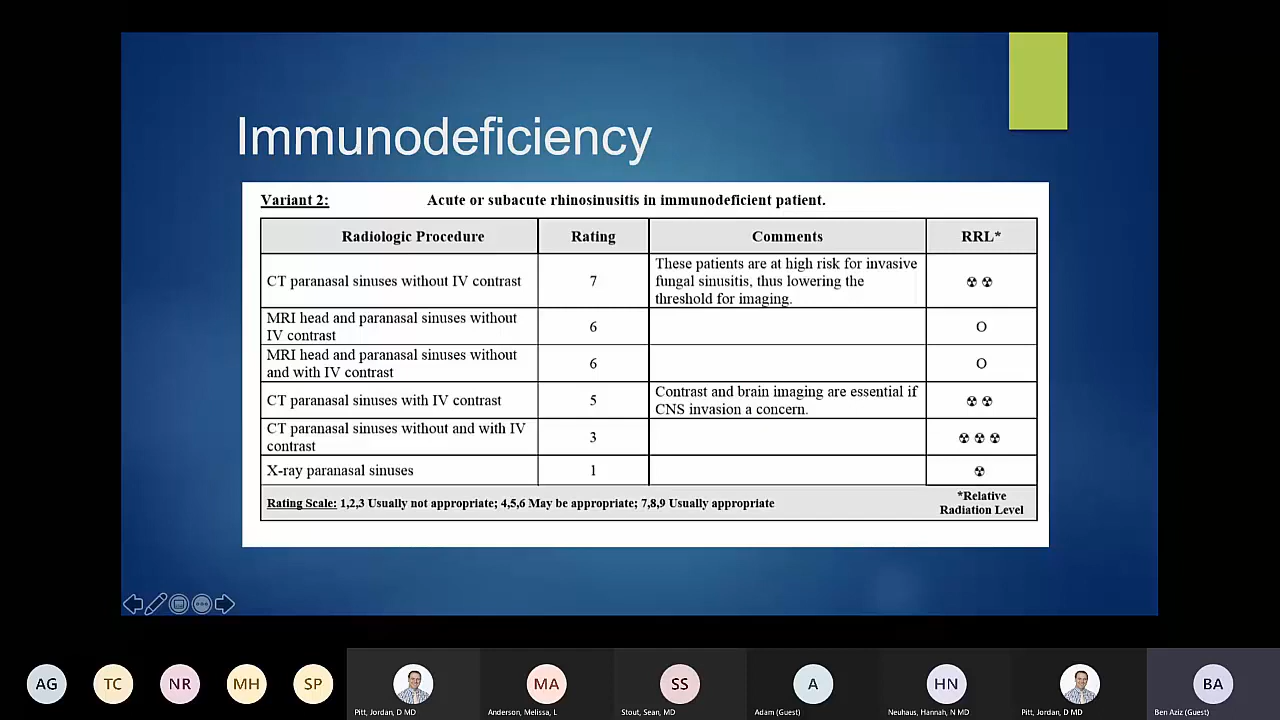 Immunodeficiency
Variant 2: Acute or subacute rhinosinusitis in immunodeficient patient.
Radiologic Procedure Rating Comments RRL*
CT paranasal sinuses without IV contrast 7 These patients are at high risk for invasive
fungal sinusitis, thus lowering the
threshold for imaging.
MRI head and paranasal sinuses without
IV contrast 6 O
MRI head and paranasal sinuses without
and with IV contrast 6 O
CT paranasal sinuses with IV contrast 5 Contrast and brain imaging are essential if
CNS invasion a concern.
CT paranasal sinuses without and with IV
contrast 3
X-ray paranasal sinuses 1
Rating Scale: 1,2,3 Usually not appropriate; 4,5,6 May be appropriate; 7,8,9 Usually appropriate
*Relative
Radiation Level
AG TC NR MH SP MA SS A HN BA
Pitt, Jordan, D MD Anderson, Melissa, L Stout, Sean, MD Adam (Guest) Neuhaus, Hannah, N MD Pitt, Jordan, D MD Ben Aziz (Guest)